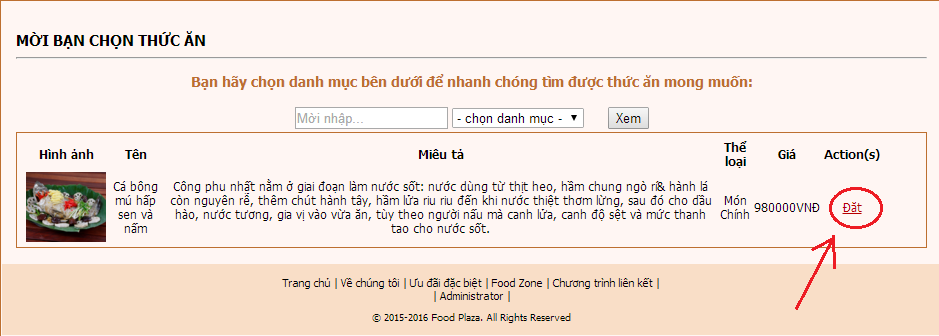 MỜI BẠN CHỌN THỨC ĂN
Bạn hãy chọn danh mục bên dưới để nhanh chóng tìm được thức ăn mong muốn:
Mời nhập... - chọn danh mục - Xem
Hình ảnh Tên Miêu tả Thể loại Giá Action(s)
Cá bông mú hấp sen và nấm
Công phu nhất nằm ở giai đoạn làm nước sốt: nước dùng từ thịt heo, hầm chung ngò rí& hành lá
còn nguyên rễ, thêm chút hành tây, hầm lửa riu riu đến khi nước thiệt thơm lừng, sau đó cho dầu
hào, nước tương, gia vị vào vừa ăn, tùy theo người nấu mà canh lửa, canh độ sệt và mức thanh
tao cho nước sốt.
Món Chính
980000VNĐ
Đặt
Trang chủ | Về chúng tôi | Ưu đãi đặc biệt | Food Zone | Chương trình liên kết |
| Administrator |
© 2015-2016 Food Plaza. All Rights Reserved